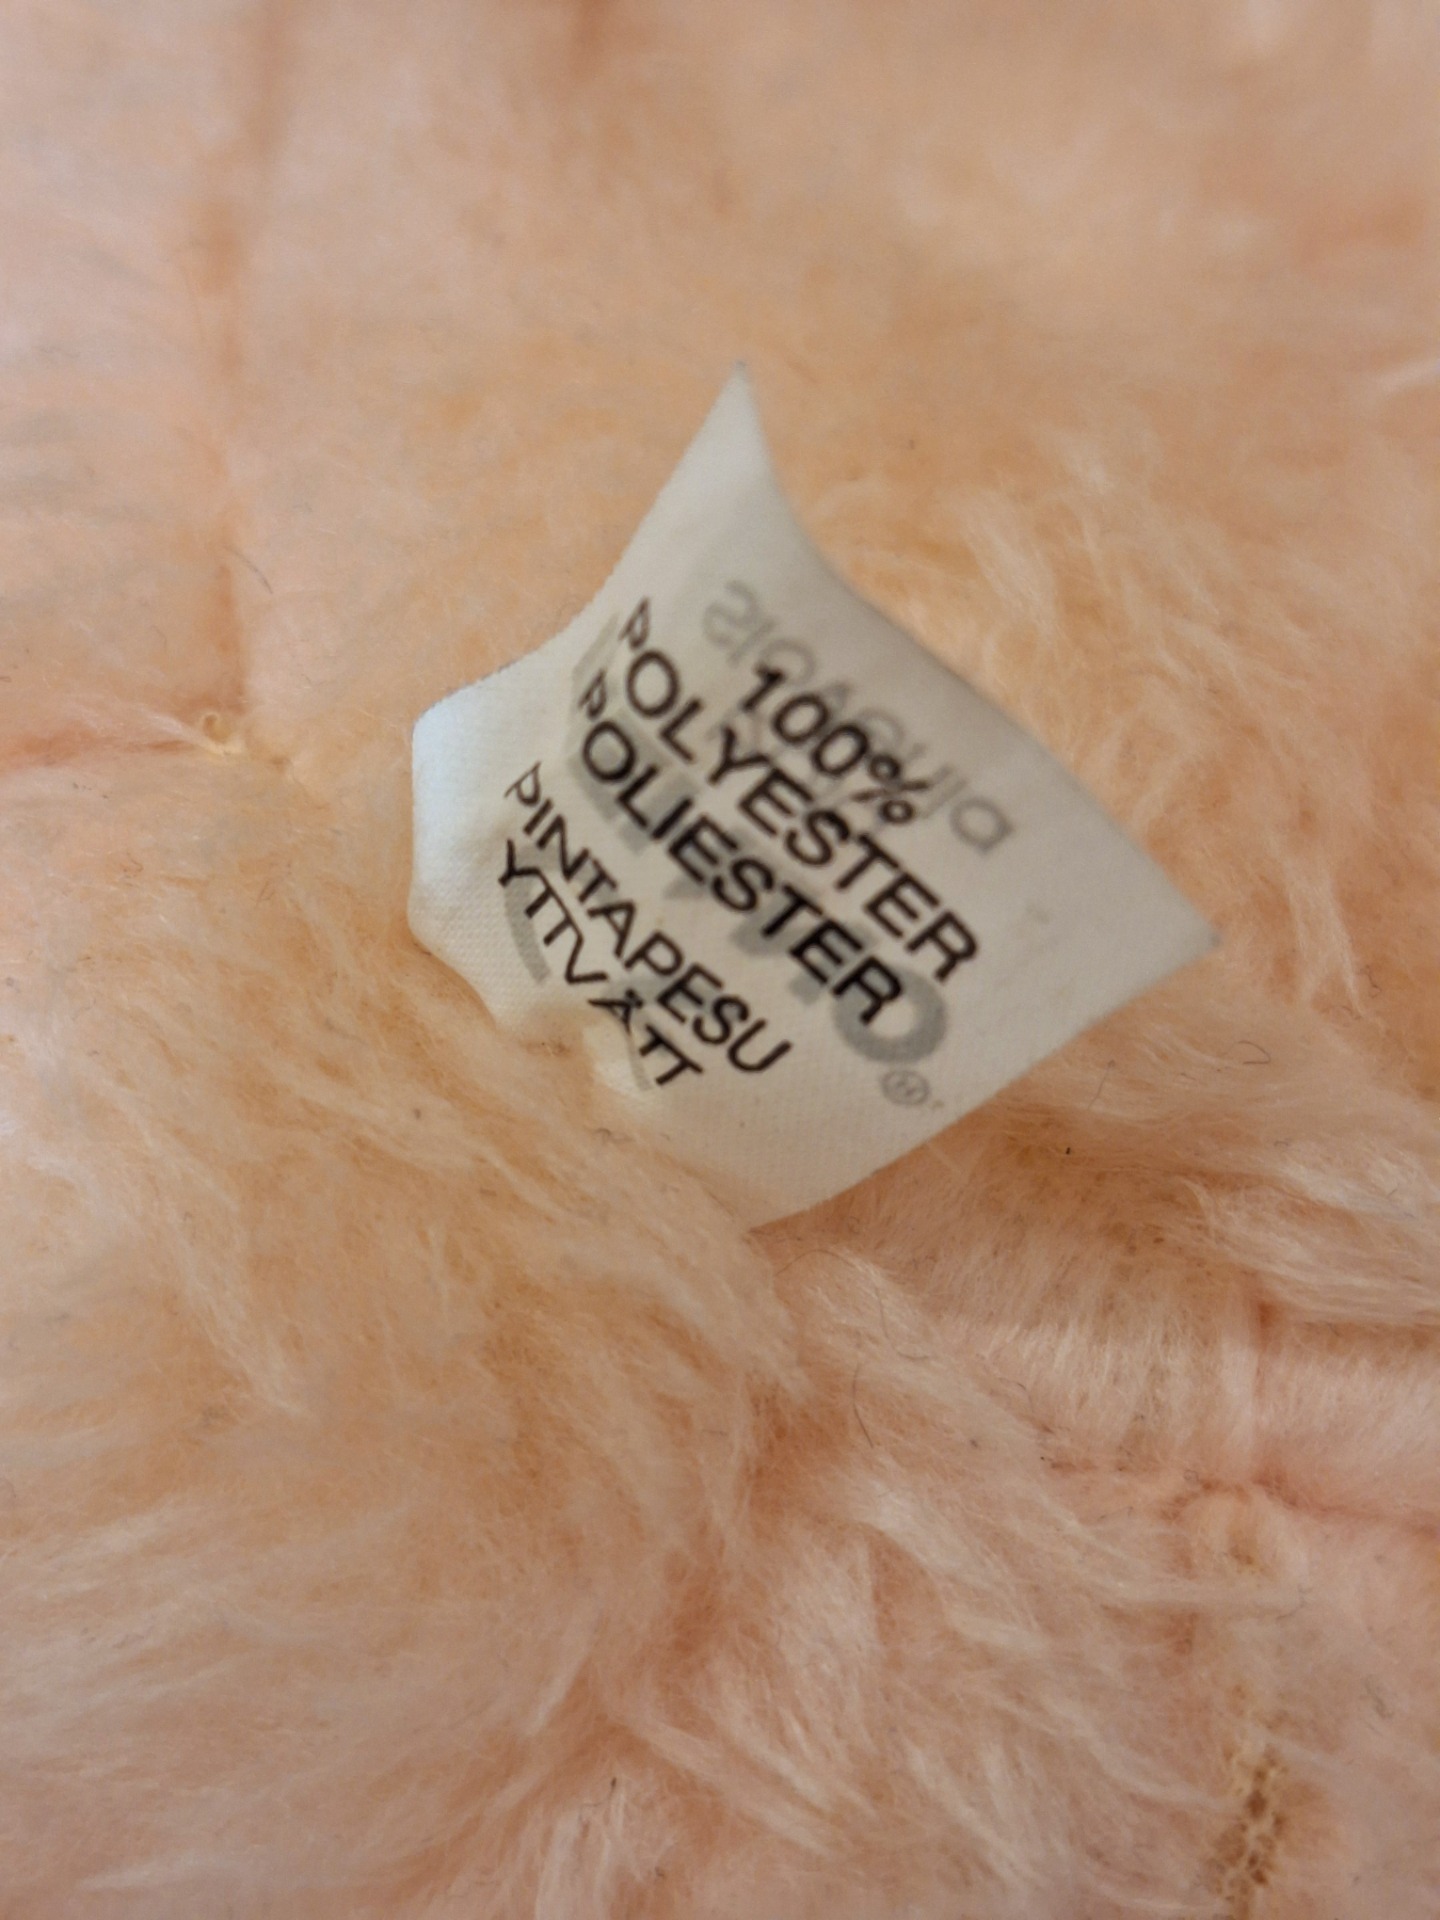 100%
POLYESTER
POLIESTER
PINTAPESU
YTTVÄTT